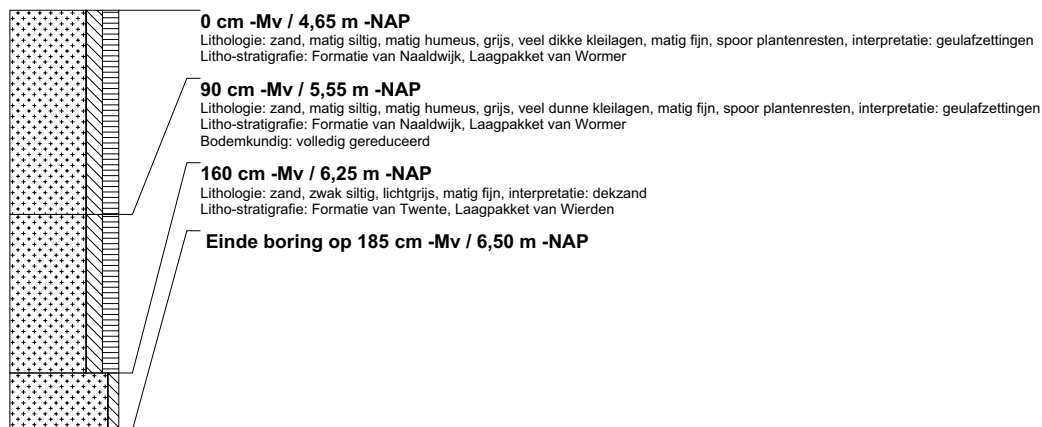 0 cm -Mv / 4,65 m -NAP
Lithologie: zand, matig siltig, matig humeus, grijs, veel dikke kleilagen, matig fijn, spoor plantenresten, interpretatie: geulafzettingen
Litho-stratigrafie: Formatie van Naaldwijk, Laagpakket van Wormer
90 cm -Mv / 5,55 m -NAP
Lithologie: zand, matig siltig, matig humeus, grijs, veel dunne kleilagen, matig fijn, spoor plantenresten, interpretatie: geulafzettingen
Litho-stratigrafie: Formatie van Naaldwijk, Laagpakket van Wormer
Bodemkundig: volledig gereduceerd
160 cm -Mv / 6,25 m -NAP
Lithologie: zand, zwak siltig, lichtgrijs, matig fijn, interpretatie: dekzand
Litho-stratigrafie: Formatie van Twente, Laagpakket van Wierden
Einde boring op 185 cm -Mv / 6,50 m -NAP